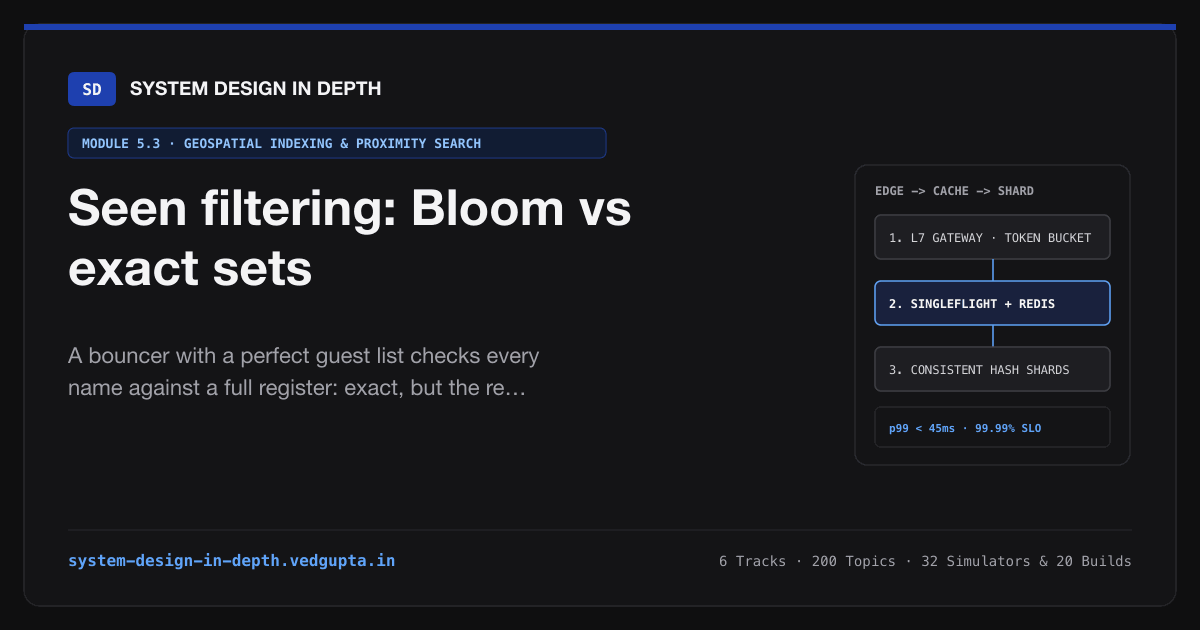 SD
SYSTEM DESIGN IN DEPTH
MODULE 5.3 · GEOSPATIAL INDEXING & PROXIMITY SEARCH
Seen filtering: Bloom vs
exact sets
A bouncer with a perfect guest list checks every
name against a full register: exact, but the re…
EDGE —> CACHE —> SHARD
1. L7 GATEWAY · TOKEN BUCKET
2. SINGLEFLIGHT + REDIS
3. CONSISTENT HASH SHARDS
p99 < 45ms · 99.99% SLO
system-design-in-depth.vedgupta.in
6 Tracks · 200 Topics · 32 Simulators & 20 Builds